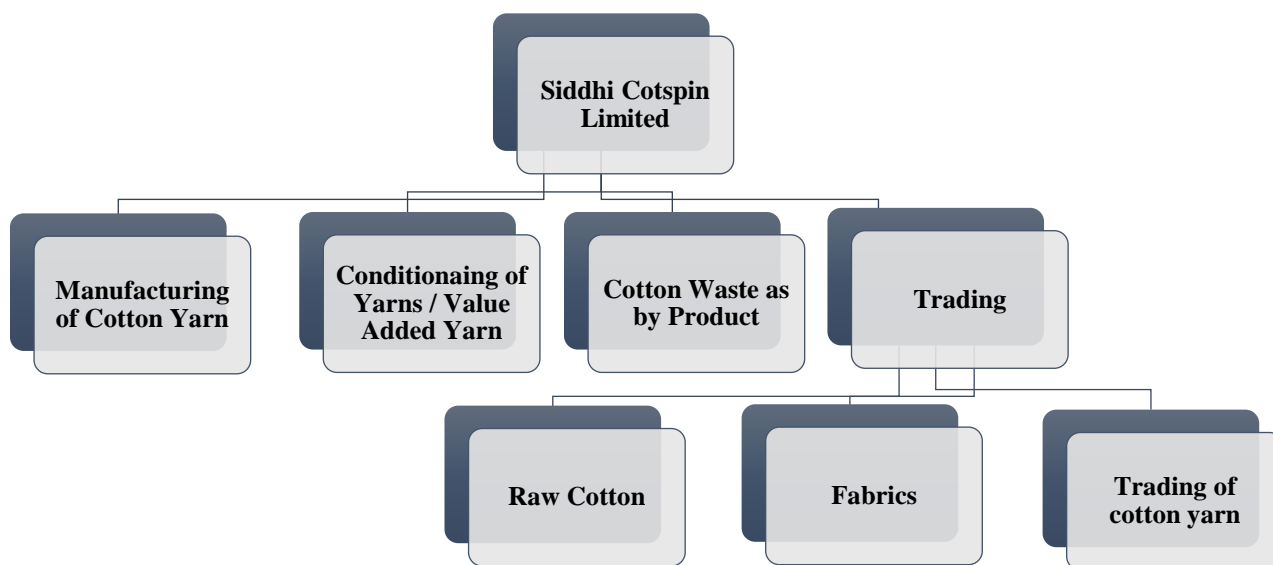 Siddhi Cotspin
Limited
Manufacturing
of Cotton Yarn
Conditionaing of
Yarns / Value
Added Yarn
Cotton Waste as
by Product
Trading
Raw Cotton
Fabrics
Trading of
cotton yarn